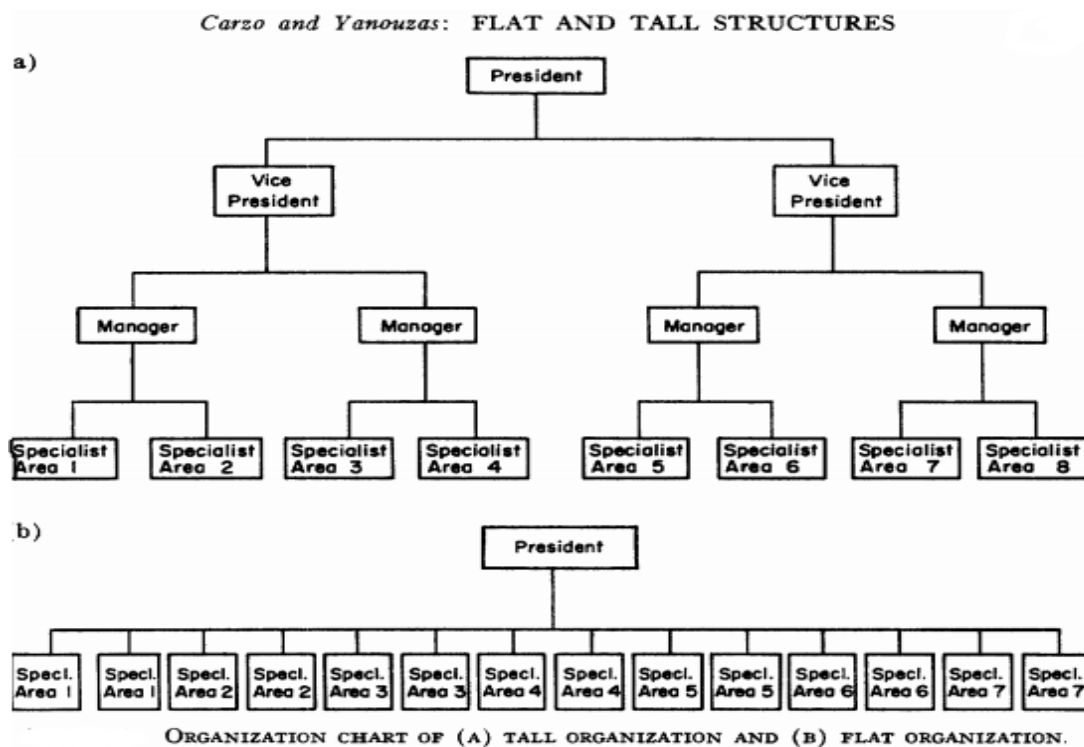 Carzo and Yanouzas: FLAT AND TALL STRUCTURES
a)
President
Vice
President
Vice
President
Manager
Manager
Manager
Manager
Specialist
Area 1
Specialist
Area 2
Specialist
Area 3
Specialist
Area 4
Specialist
Area 5
Specialist
Area 6
Specialist
Area 7
Specialist
Area 8
b)
President
Specl.
Area 1
Specl.
Area 1
Specl.
Area 2
Specl.
Area 2
Specl.
Area 3
Specl.
Area 3
Specl.
Area 4
Specl.
Area 4
Specl.
Area 5
Specl.
Area 5
Specl.
Area 6
Specl.
Area 6
Specl.
Area 7
Specl.
Area 7
ORGANIZATION CHART OF (A) TALL ORGANIZATION AND (B) FLAT ORGANIZATION.